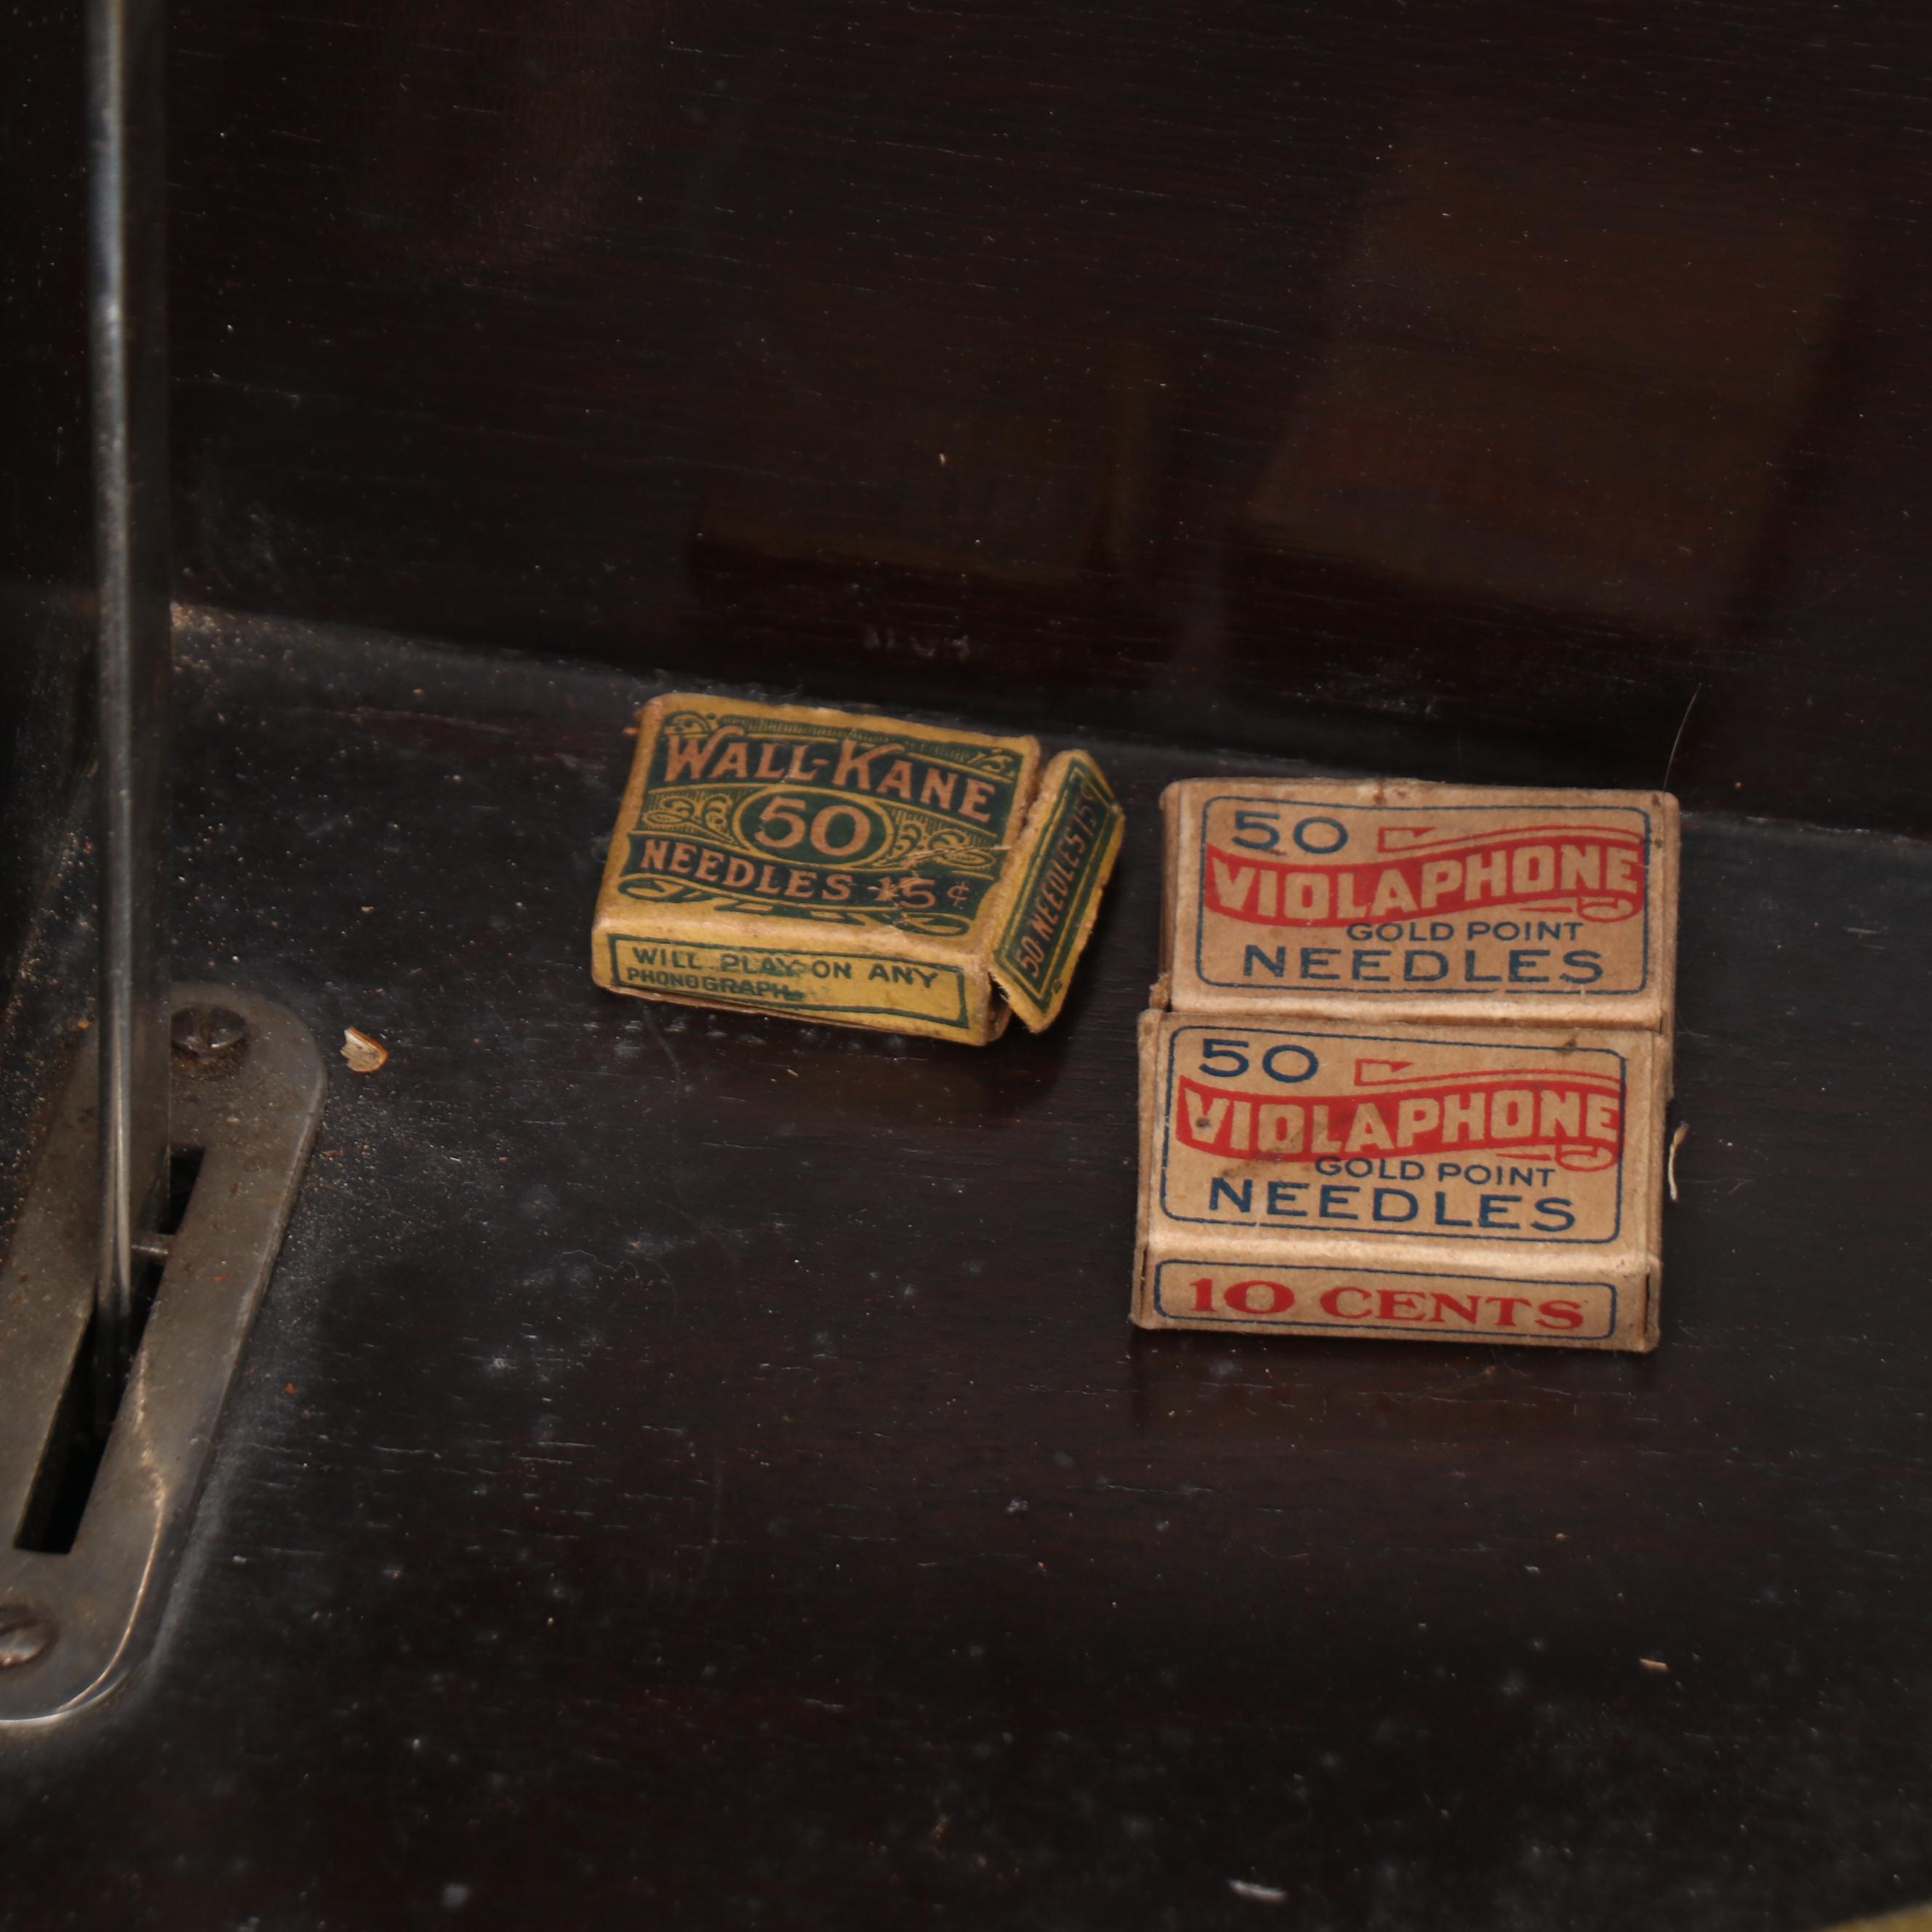 WALL-KANE
50
NEEDLES 15¢
WILL PLAY ON ANY
PHONOGRAPH
50 NEEDLES 15¢
50
VIOLAPHONE
GOLD POINT
NEEDLES
50
VIOLAPHONE
GOLD POINT
NEEDLES
10 CENTS